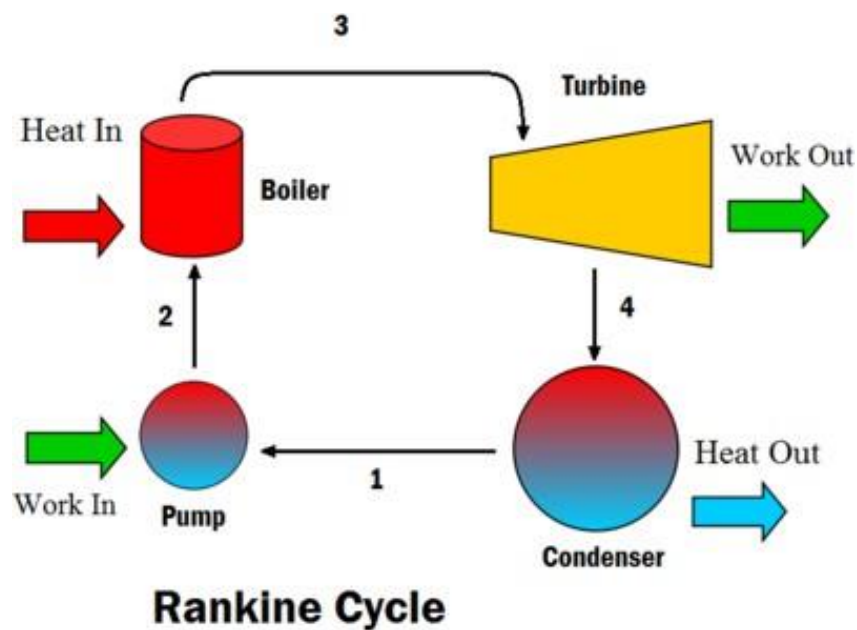 3
Turbine
Heat In
Work Out
Boiler
2
4
1
Heat Out
Work In
Pump
Condenser
Rankine Cycle